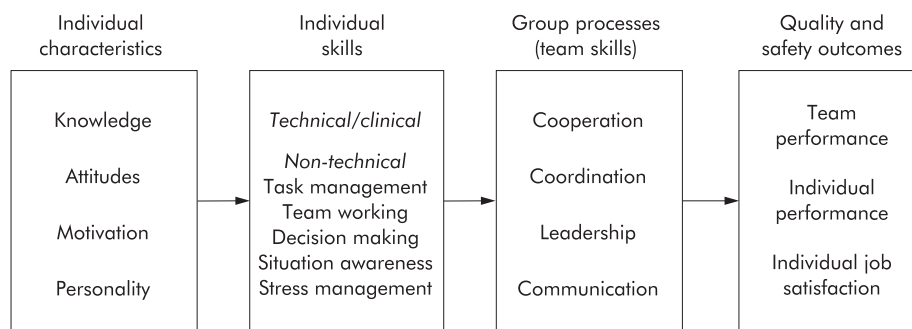 Individual
characteristics
Knowledge
Attitudes
Motivation
Personality
Individual
skills
Technical/clinical
Non-technical
Task management
Team working
Decision making
Situation awareness
Stress management
Group processes
(team skills)
Cooperation
Coordination
Leadership
Communication
Quality and
safety outcomes
Team
performance
Individual
performance
Individual job
satisfaction